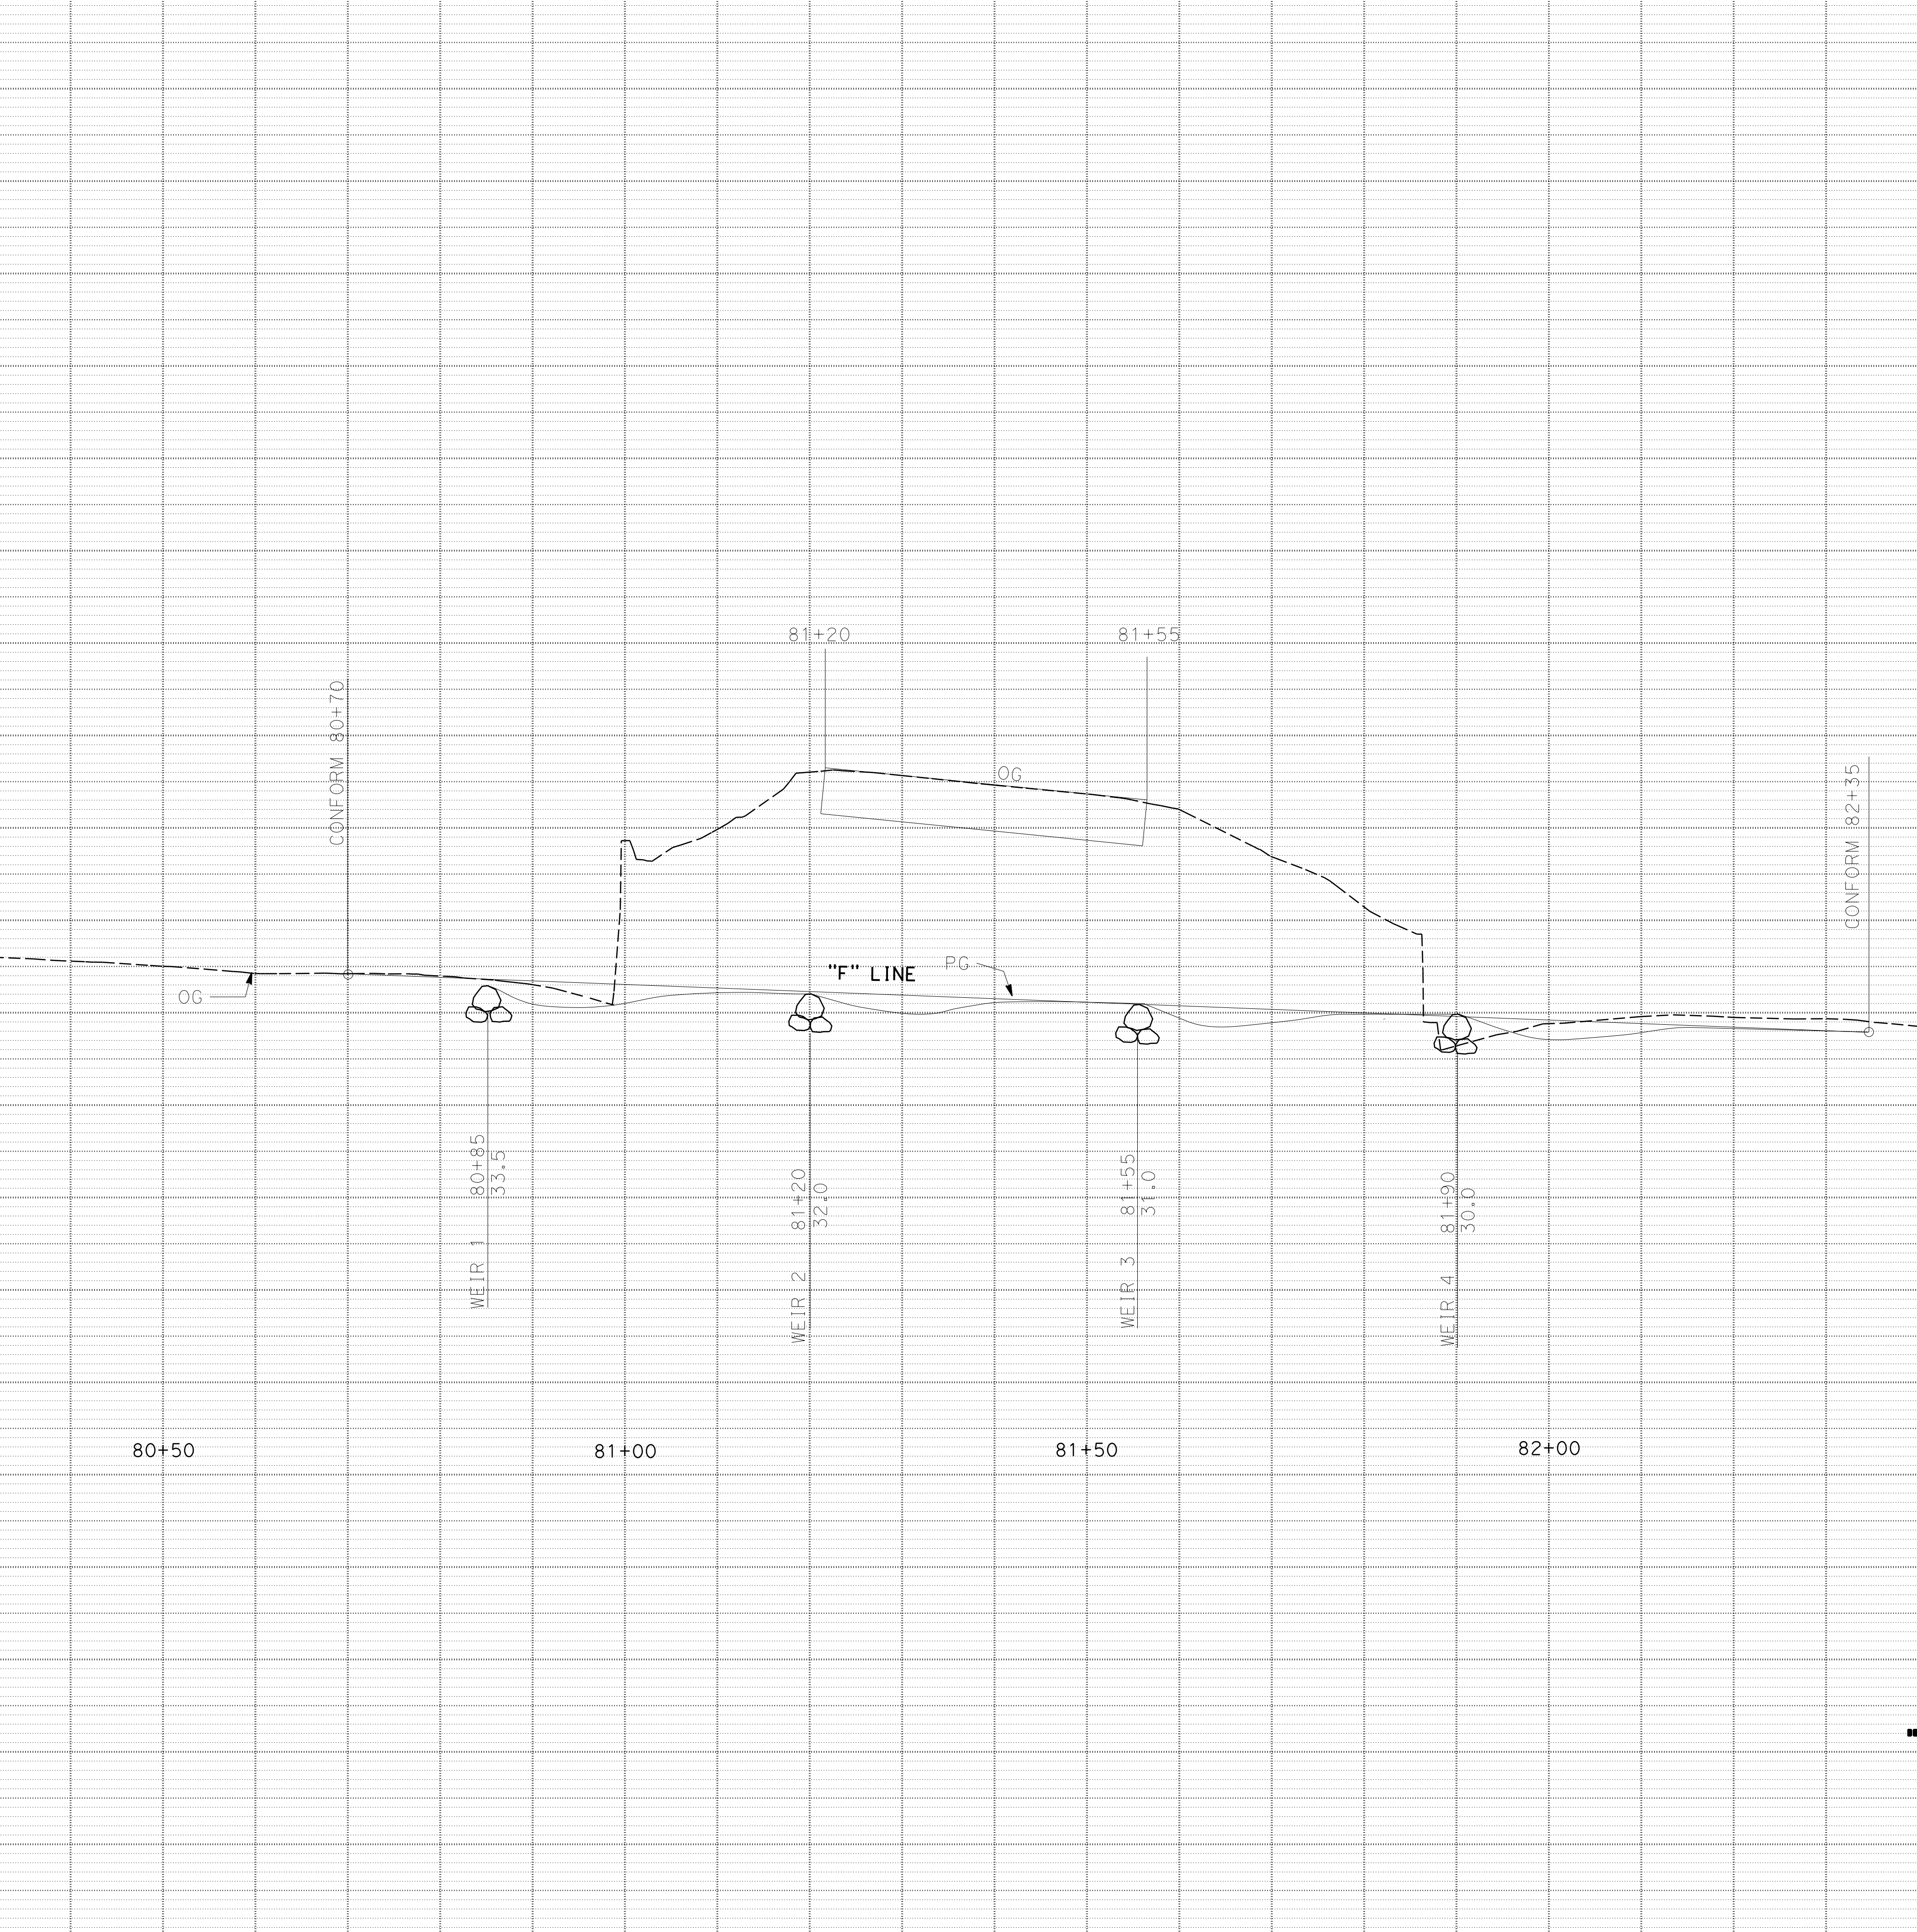 81+20
81+55
CONFORM 80+70
CONFORM 82+35
OG
"F" LINE
PG
OG
WEIR 1 80+85
33.5
WEIR 2 81+20
32.0
WEIR 3 81+55
31.0
WEIR 4 81+90
30.0
80+50
81+00
81+50
82+00